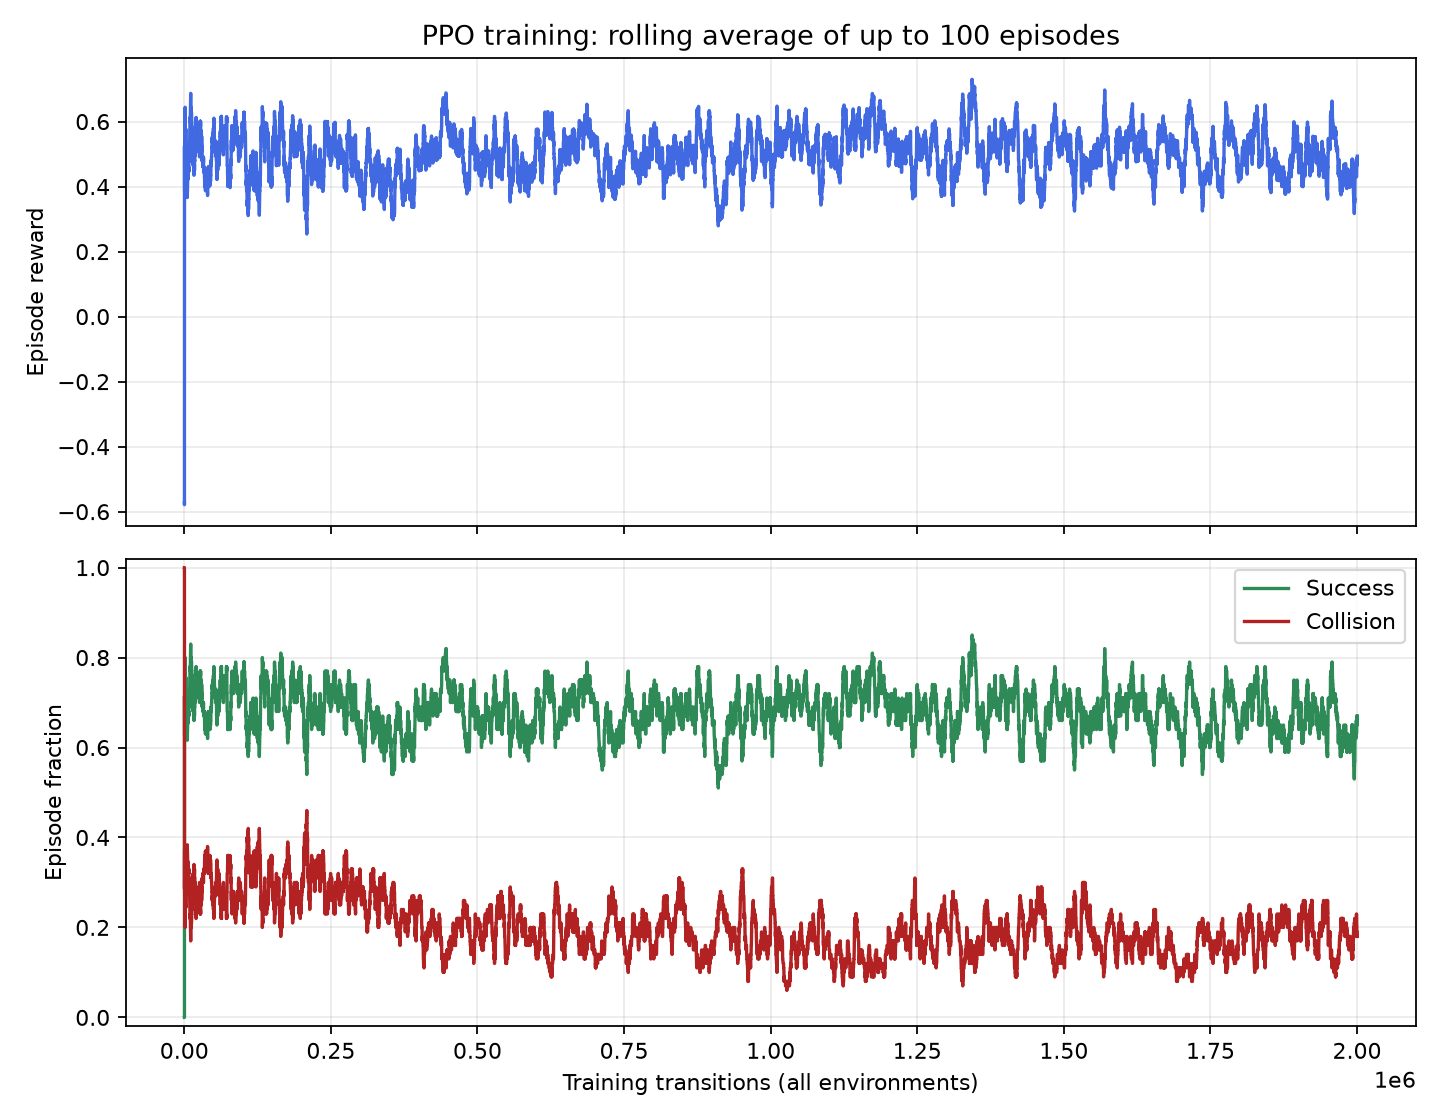 PPO training: rolling average of up to 100 episodes
Episode reward
0.6
0.4
0.2
0.0
−0.2
−0.4
−0.6
Episode fraction
1.0
0.8
0.6
0.4
0.2
0.0
Success
Collision
0.00 0.25 0.50 0.75 1.00 1.25 1.50 1.75 2.00
1e6
Training transitions (all environments)